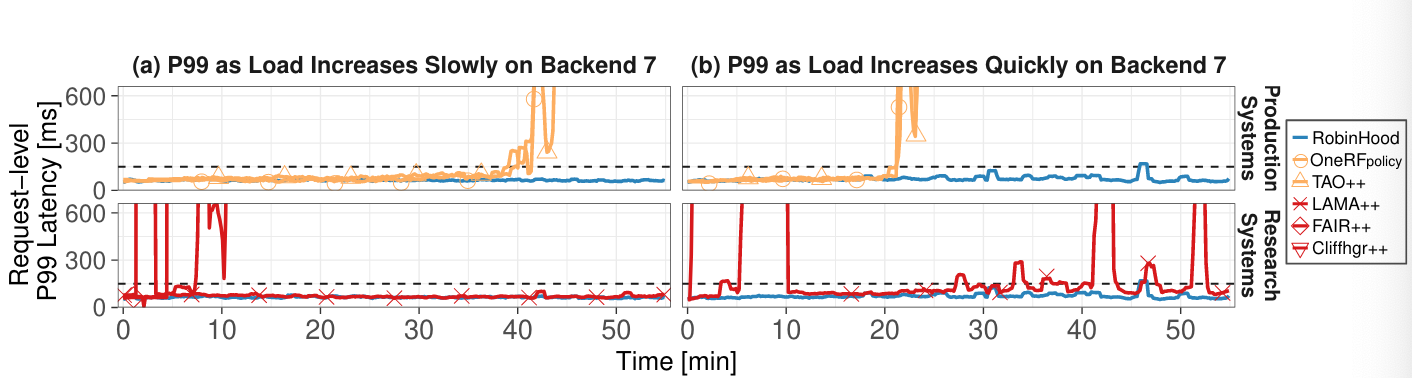 (a) P99 as Load Increases Slowly on Backend 7
(b) P99 as Load Increases Quickly on Backend 7
Request−level
P99 Latency [ms]
600
300
0
600
300
0
Production
Systems
Research
Systems
0 10 20 30 40 50
0 10 20 30 40 50
Time [min]
RobinHood
OneRFpolicy
TAO++
LAMA++
FAIR++
Cliffhgr++